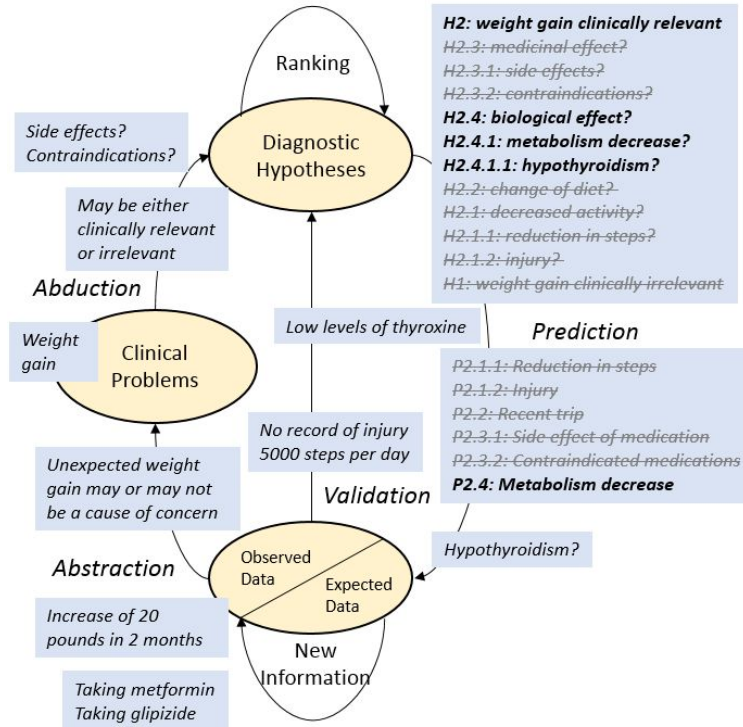 Ranking
Diagnostic
Hypotheses
Side effects?
Contraindications?
May be either
clinically relevant
or irrelevant
Abduction
Weight
gain
Clinical
Problems
Unexpected weight
gain may or may not
be a cause of concern
Abstraction
Increase of 20
pounds in 2 months
Taking metformin
Taking glipizide
Low levels of thyroxine
No record of injury
5000 steps per day
Validation
Observed
Data
Expected
Data
New
Information
H2: weight gain clinically relevant
H2.3: medicinal effect?
H2.3.1: side effects?
H2.3.2: contraindications?
H2.4: biological effect?
H2.4.1: metabolism decrease?
H2.4.1.1: hypothyroidism?
H2.2: change of diet?
H2.1: decreased activity?
H2.1.1: reduction in steps?
H2.1.2: injury?
H1: weight gain clinically irrelevant
Prediction
P2.1.1: Reduction in steps
P2.1.2: Injury
P2.2: Recent trip
P2.3.1: Side effect of medication
P2.3.2: Contraindicated medications
P2.4: Metabolism decrease
Hypothyroidism?